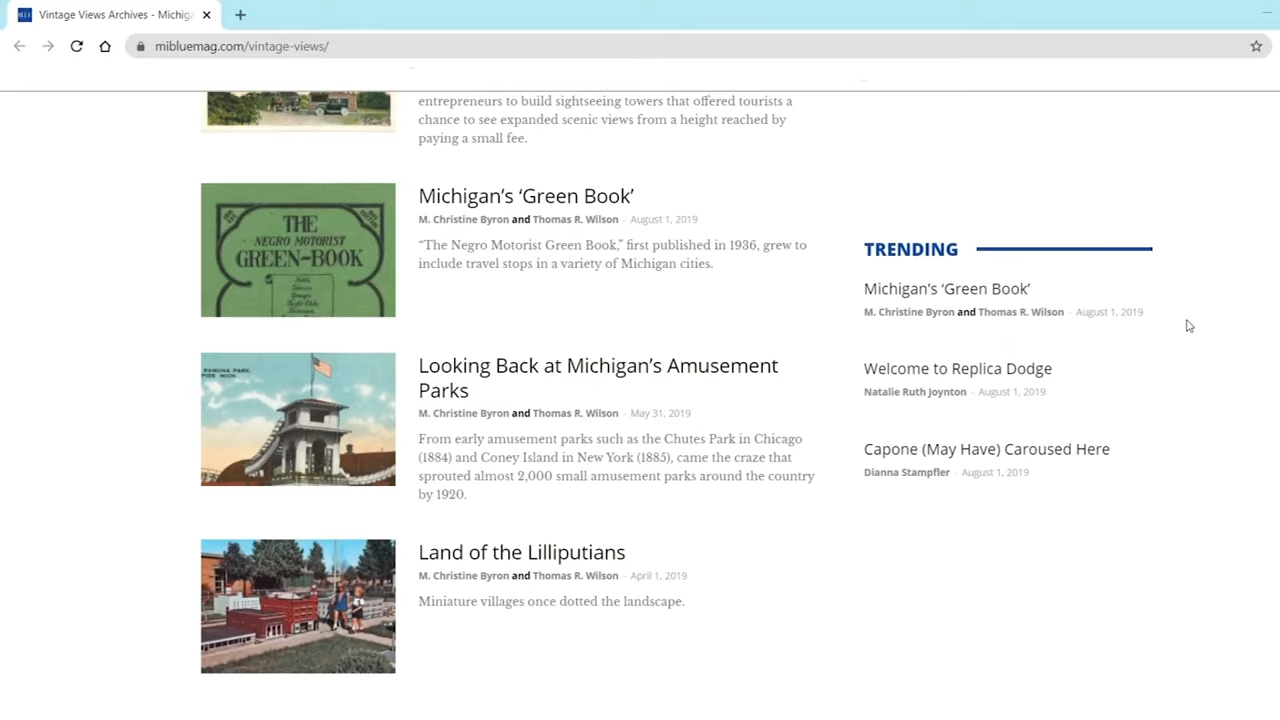 Vintage Views Archives - Michiga
mibluemag.com/vintage-views/
entrepreneurs to build sightseeing towers that offered tourists a
chance to see expanded scenic views from a height reached by
paying a small fee.
THE
NEGRO MOTORIST
GREEN-BOOK
Michigan’s ‘Green Book’
M. Christine Byron and Thomas R. Wilson - August 1, 2019
“The Negro Motorist Green Book,” first published in 1936, grew to
include travel stops in a variety of Michigan cities.
RAMONA PARK,
Looking Back at Michigan’s Amusement
Parks
M. Christine Byron and Thomas R. Wilson - May 31, 2019
From early amusement parks such as the Chutes Park in Chicago
(1884) and Coney Island in New York (1885), came the craze that
sprouted almost 2,000 small amusement parks around the country
by 1920.
Land of the Lilliputians
M. Christine Byron and Thomas R. Wilson - April 1, 2019
Miniature villages once dotted the landscape.
TRENDING
Michigan’s ‘Green Book’
M. Christine Byron and Thomas R. Wilson - August 1, 2019
Welcome to Replica Dodge
Natalie Ruth Joynton - August 1, 2019
Capone (May Have) Caroused Here
Dianna Stampfler - August 1, 2019